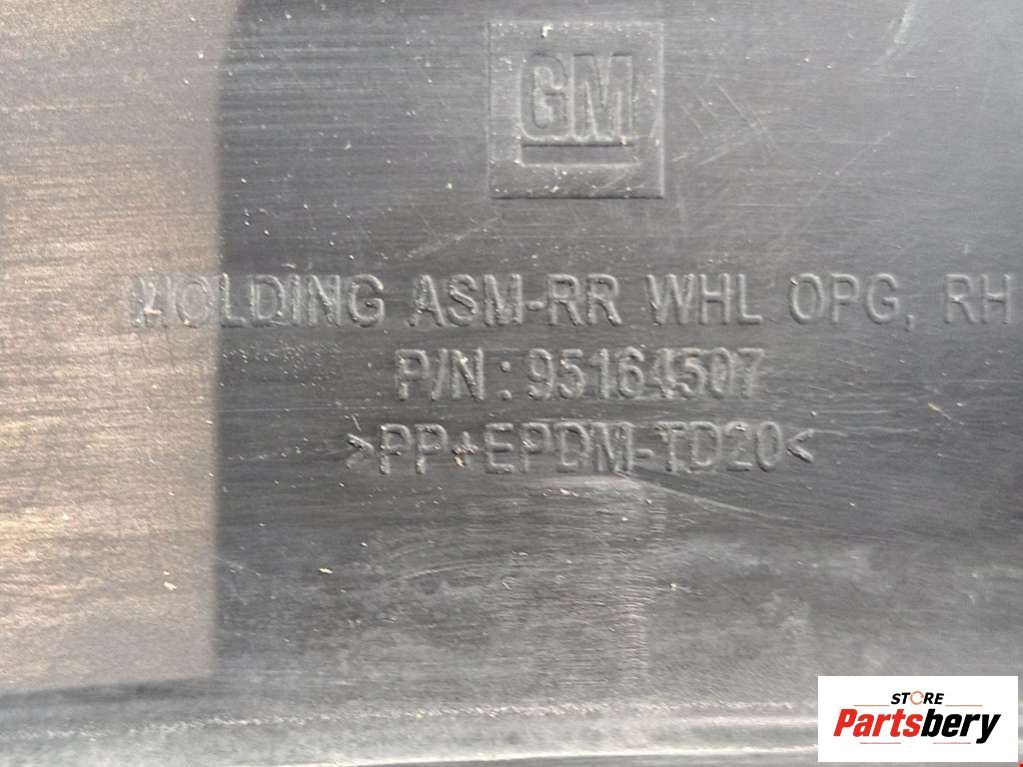 GM
MOLDING ASM-RR WHL OPG, RH
P/N : 95164507
>PP+EPDM-TD20<
STORE
Partsbery